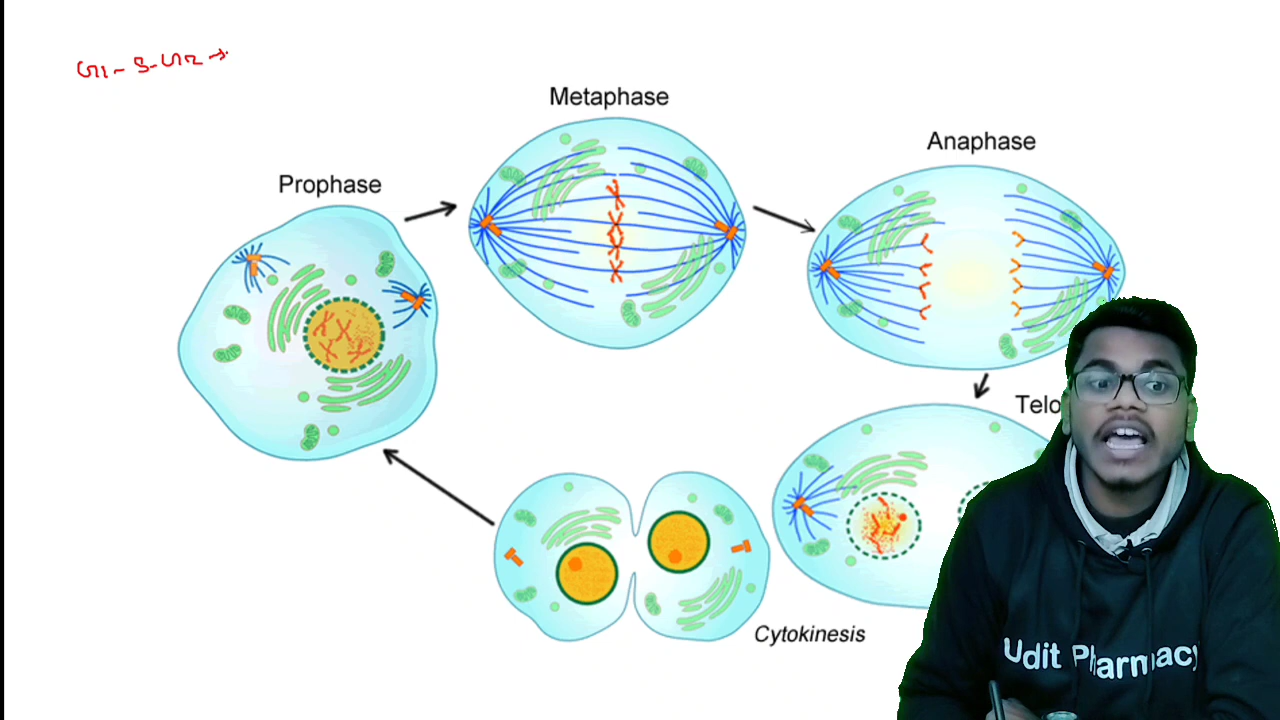 G1 - S - G2 →
Metaphase
Anaphase
Prophase
Telo
Cytokinesis
Udit Pharmacy